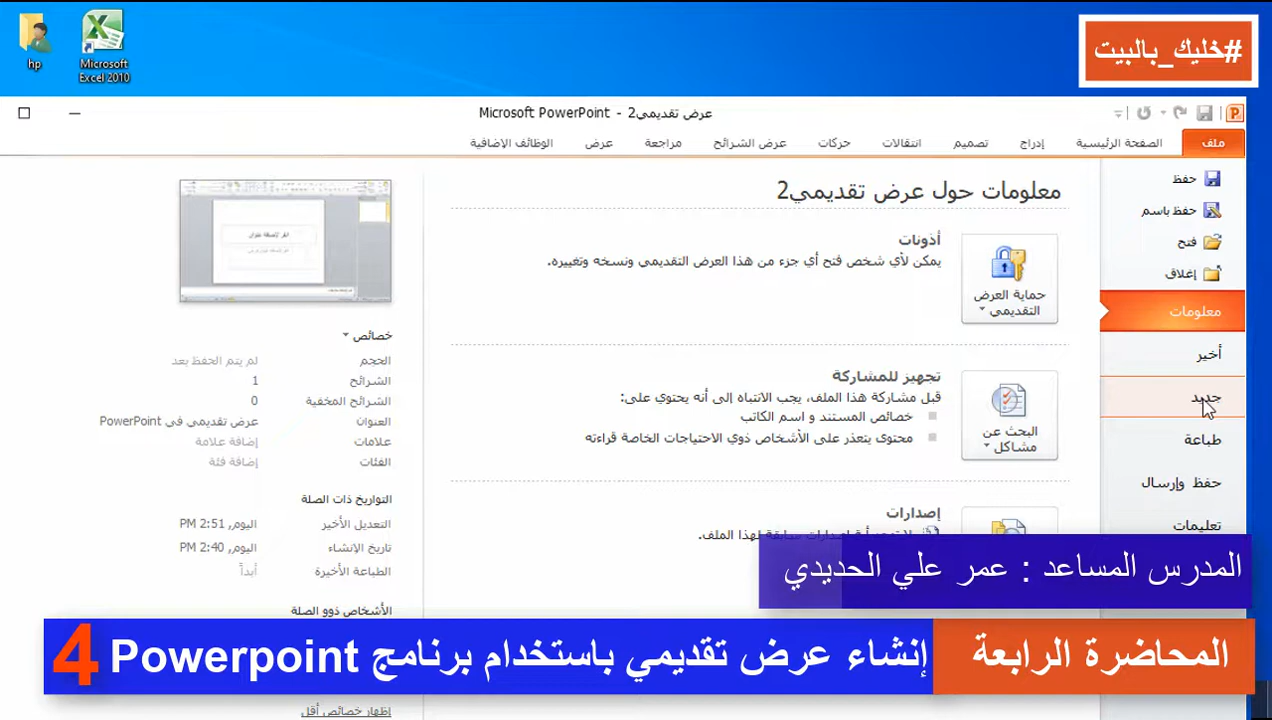 hp
Microsoft
Excel 2010
#خليك_بالبيت
عرض تقديمي2 - Microsoft PowerPoint
ملف
الصفحة الرئيسية
إدراج
تصميم
انتقالات
حركات
عرض الشرائح
مراجعة
عرض
الوظائف الإضافية
حفظ
حفظ باسم
فتح
إغلاق
معلومات
أخير
جديد
طباعة
حفظ وإرسال
تعليمات
معلومات حول عرض تقديمي2
حماية العرض
التقديمي
أذونات
يمكن لأي شخص فتح أي جزء من هذا العرض التقديمي ونسخه وتغييره.
البحث عن
مشاكل
تجهيز للمشاركة
قبل مشاركة هذا الملف، يجب الانتباه إلى أنه يحتوي على:
خصائص المستند و اسم الكاتب
محتوى يتعذر على الأشخاص ذوي الاحتياجات الخاصة قراءته
إصدارات
لهذا الملف.
خصائص
الحجم لم يتم الحفظ بعد
الشرائح 1
الشرائح المخفية 0
العنوان عرض تقديمي في PowerPoint
علامات إضافة علامة
الفئات إضافة فئة
التواريخ ذات الصلة
التعديل الأخير اليوم, 2:51 PM
تاريخ الإنشاء اليوم, 2:40 PM
الطباعة الأخيرة أبداً
الأشخاص ذوو الصلة
إظهار خصائص أقل
المدرس المساعد : عمر علي الحديدي
المحاضرة الرابعة إنشاء عرض تقديمي باستخدام برنامج Powerpoint 4